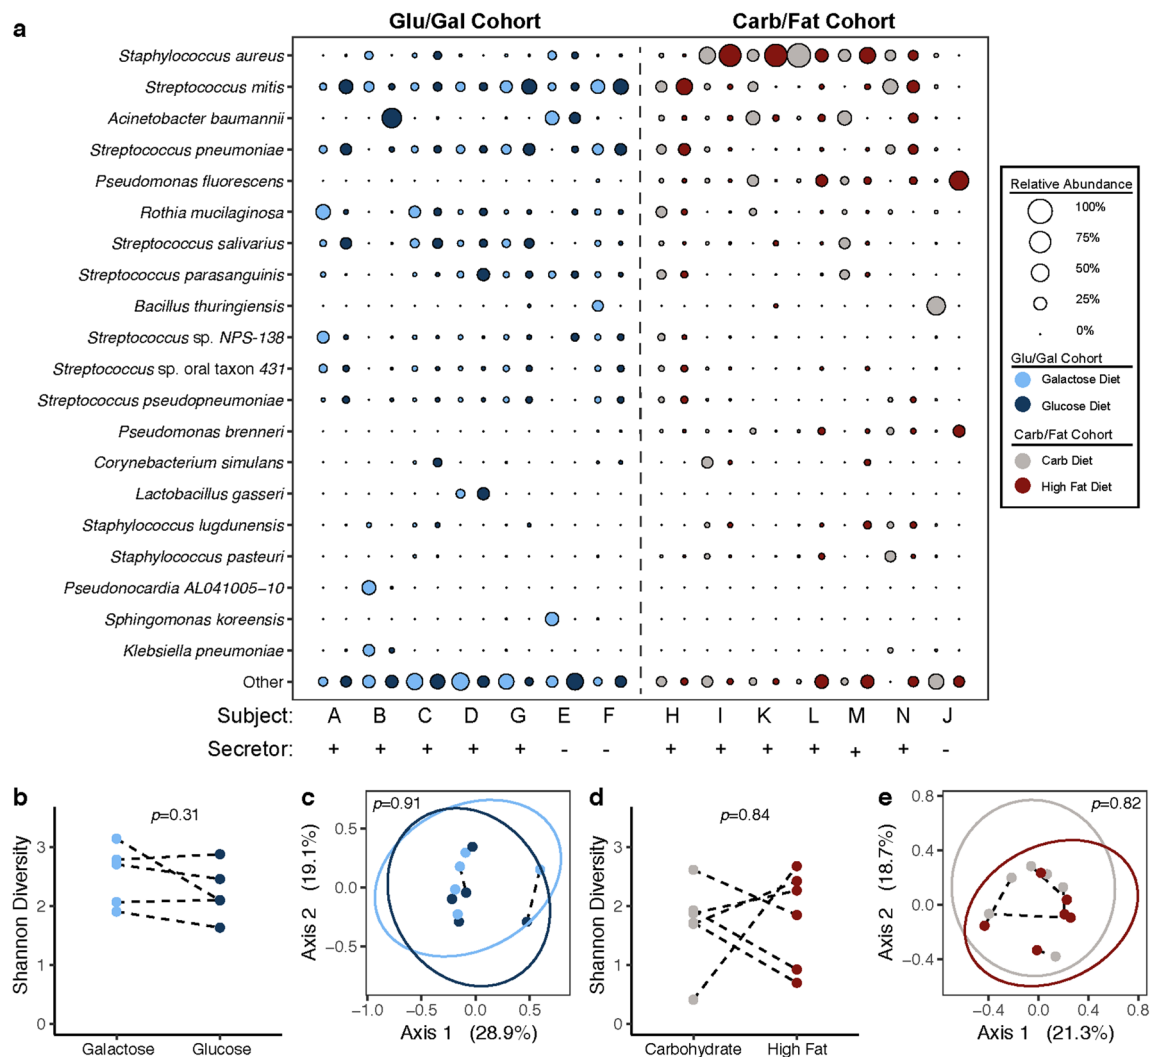 a
Glu/Gal Cohort
Carb/Fat Cohort
Staphylococcus aureus
Streptococcus mitis
Acinetobacter baumannii
Streptococcus pneumoniae
Pseudomonas fluorescens
Rothia mucilaginosa
Streptococcus salivarius
Streptococcus parasanguinis
Bacillus thuringiensis
Streptococcus sp. NPS-138
Streptococcus sp. oral taxon 431
Streptococcus pseudopneumoniae
Pseudomonas brenneri
Corynebacterium simulans
Lactobacillus gasseri
Staphylococcus lugdunensis
Staphylococcus pasteuri
Pseudonocardia AL041005−10
Sphingomonas koreensis
Klebsiella pneumoniae
Other
Subject: A B C D G E F H I K L M N J
Secretor: + + + + + - - + + + + + + -
Relative Abundance
100%
75%
50%
25%
0%
Glu/Gal Cohort
Galactose Diet
Glucose Diet
Carb/Fat Cohort
Carb Diet
High Fat Diet
b
p=0.31
Shannon Diversity
3
2
1
0
Galactose Glucose
c
p=0.91
Axis 2 (19.1%)
0.5
0.0
−0.5
−1.0 −0.5 0.0 0.5
Axis 1 (28.9%)
d
p=0.84
Shannon Diversity
3
2
1
0
Carbohydrate High Fat
e
p=0.82
Axis 2 (18.7%)
0.8
0.4
0.0
−0.4
−0.4 0.0 0.4 0.8
Axis 1 (21.3%)